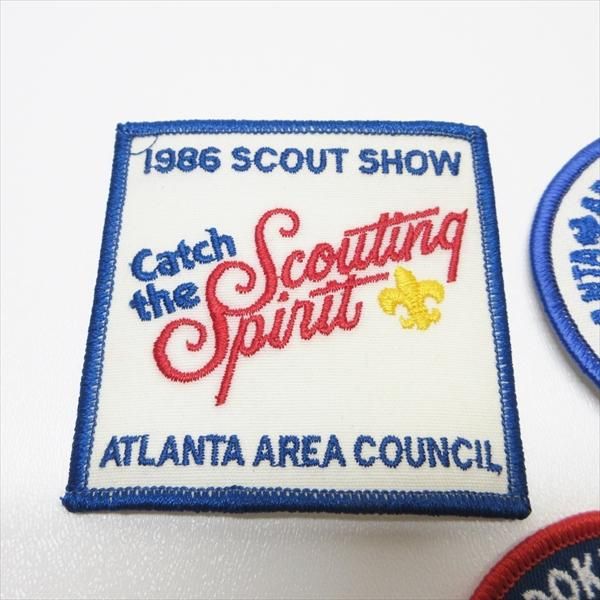 1986 SCOUT SHOW
Catch
the
Scouting
Spirit
ATLANTA AREA COUNCIL